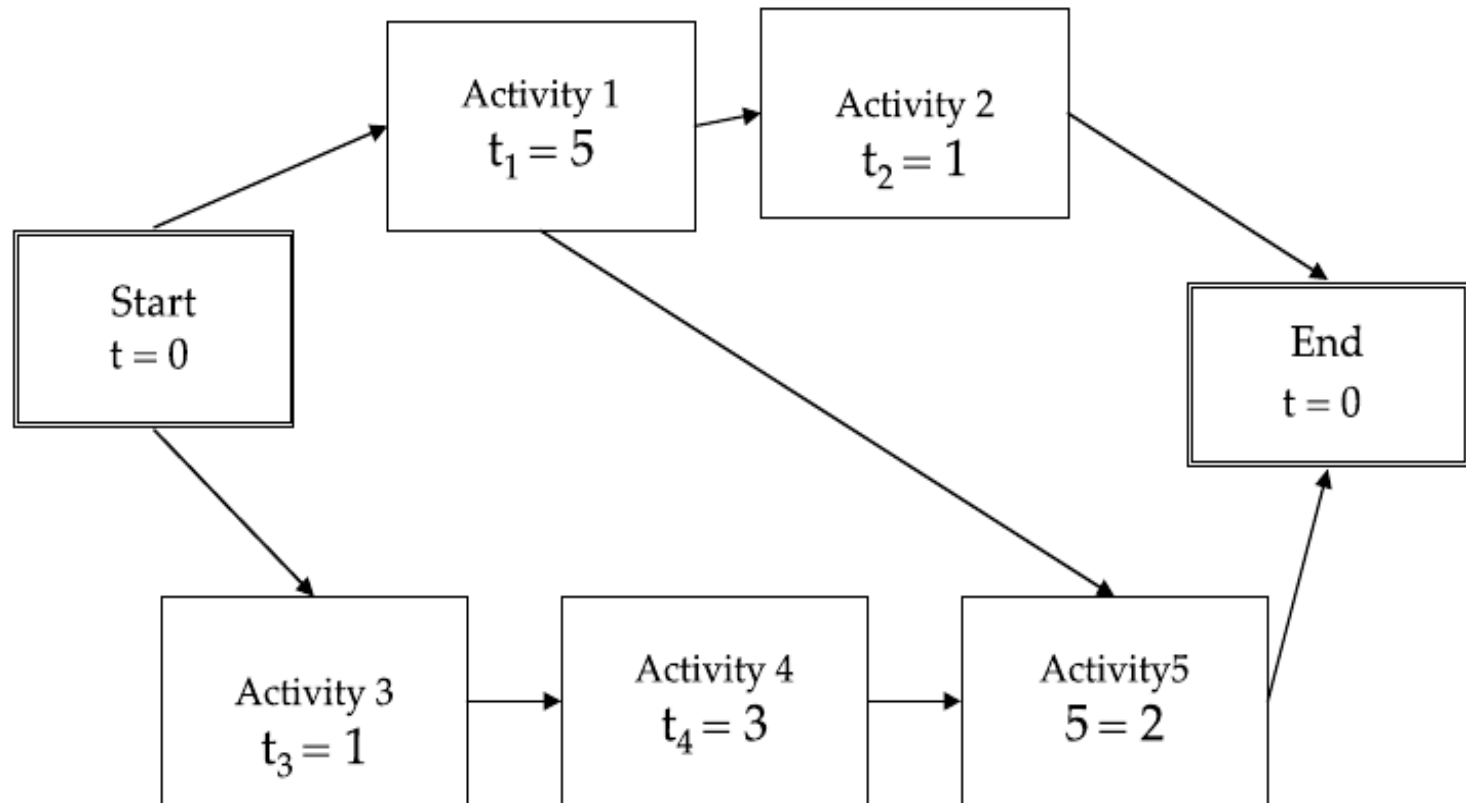 Activity 1
t₁ = 5
Activity 2
t₂ = 1
Start
t = 0
End
t = 0
Activity 3
t₃ = 1
Activity 4
t₄ = 3
Activity5
5 = 2